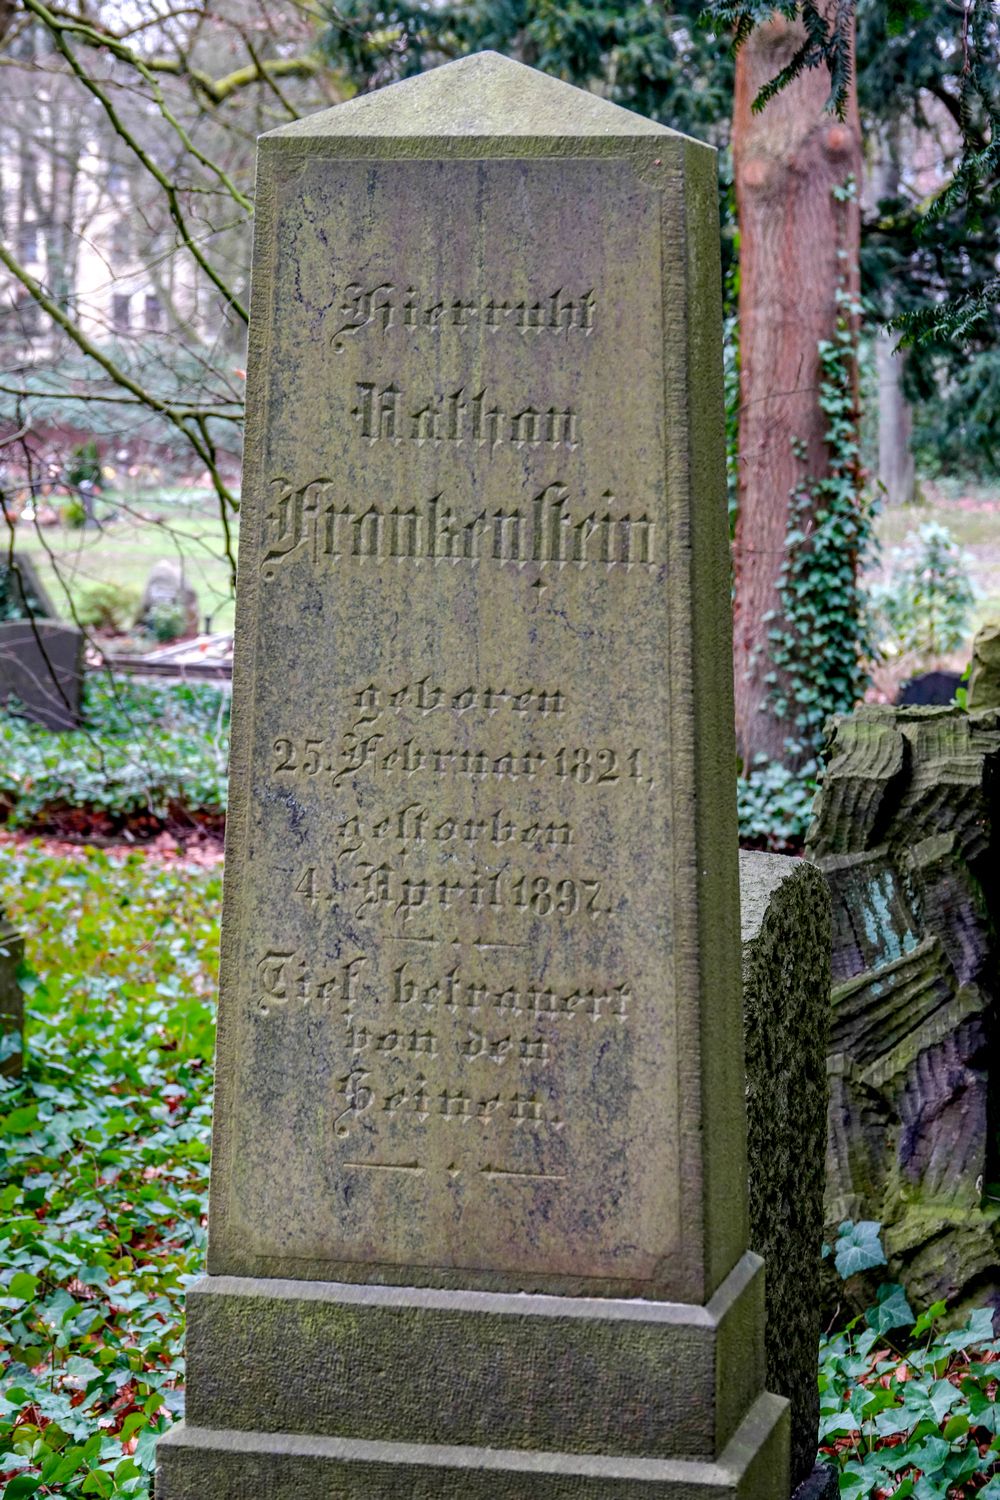 Hierruht
Nathan
Frankenstein
geboren
25. Februar 1821,
gestorben
4. April 1897.
Tief betrauert
von den
Seinen.